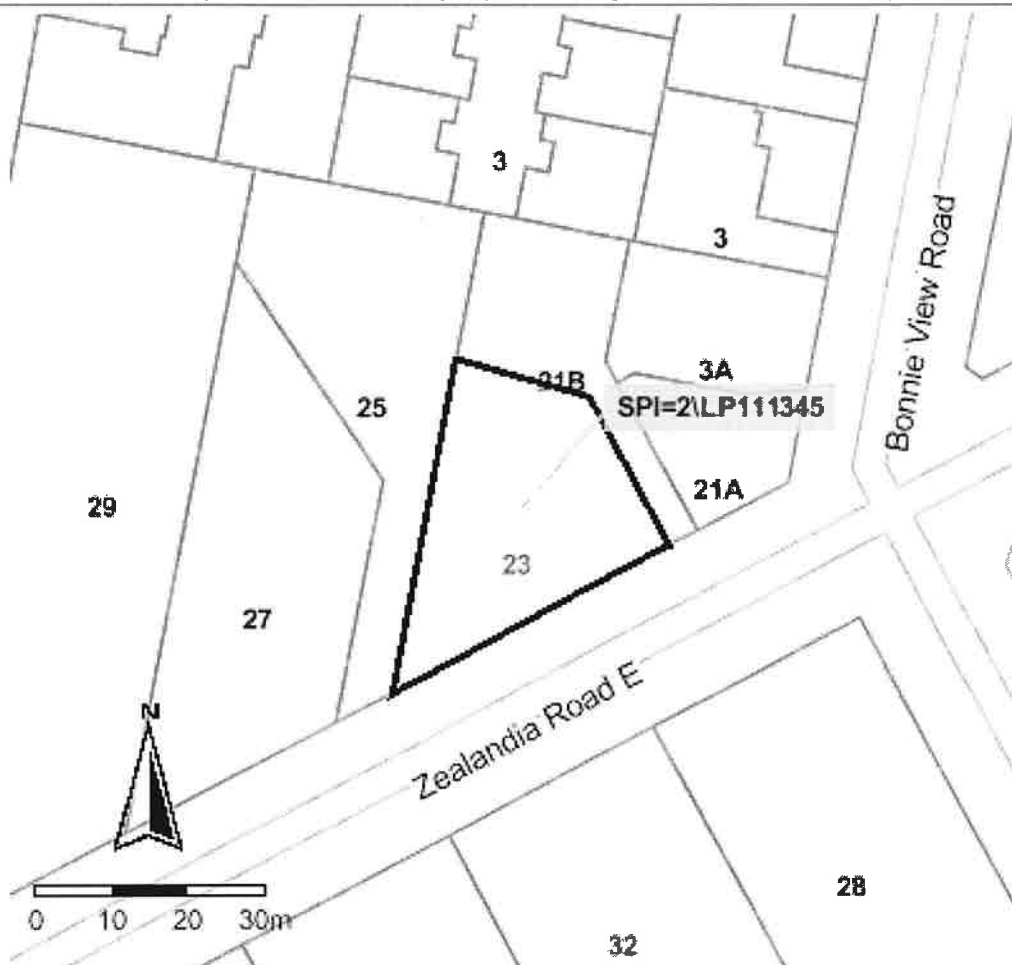 3
3
Bonnie View Road
3A
21B
SPI=2\LP111345
25
21A
29
23
27
Zealandia Road E
N
0 10 20 30m
28
32